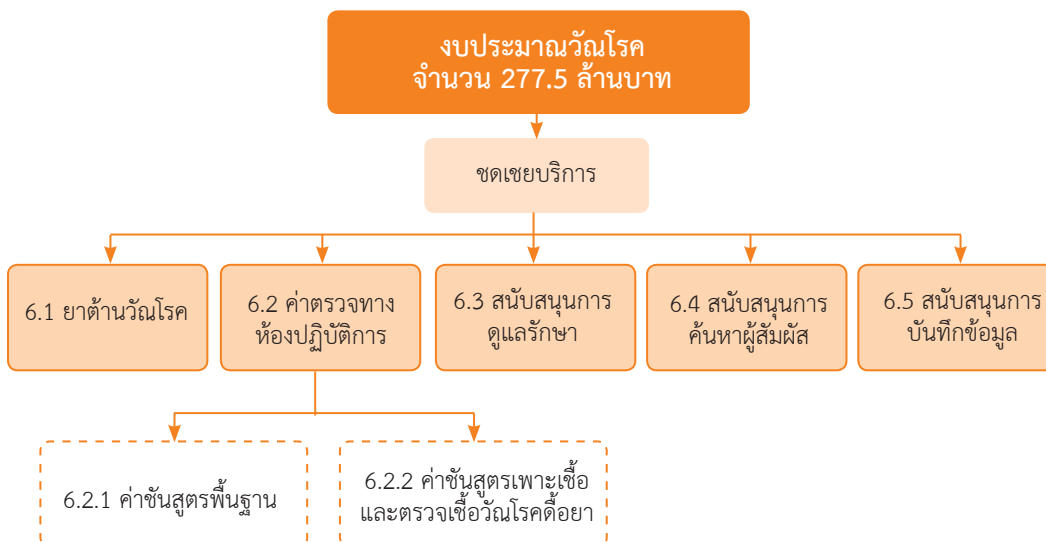 งบประมาณวัณโรค
จำนวน 277.5 ล้านบาท
ชดเชยบริการ
6.1 ยาต้านวัณโรค
6.2 ค่าตรวจทาง
ห้องปฏิบัติการ
6.3 สนับสนุนการ
ดูแลรักษา
6.4 สนับสนุนการ
ค้นหาผู้สัมผัส
6.5 สนับสนุนการ
บันทึกข้อมูล
6.2.1 ค่าชันสูตรพื้นฐาน
6.2.2 ค่าชันสูตรเพาะเชื้อ
และตรวจเชื้อวัณโรคดื้อยา